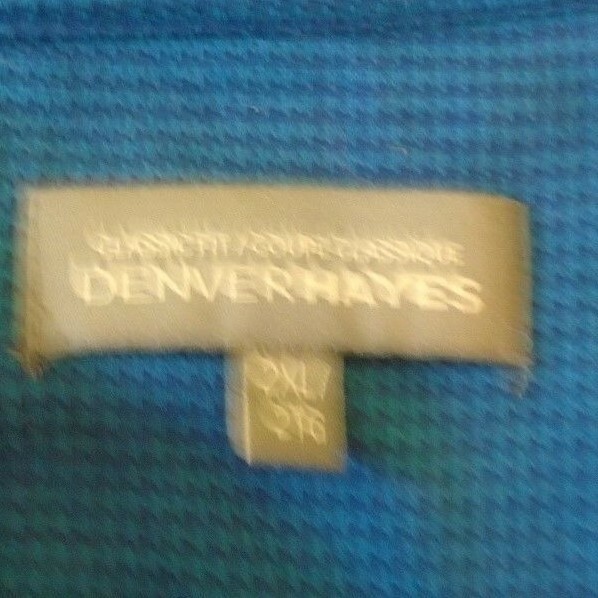 CLASSIC FIT / COUPE CLASSIQUE
DENVER HAYES
2XL/
2TG